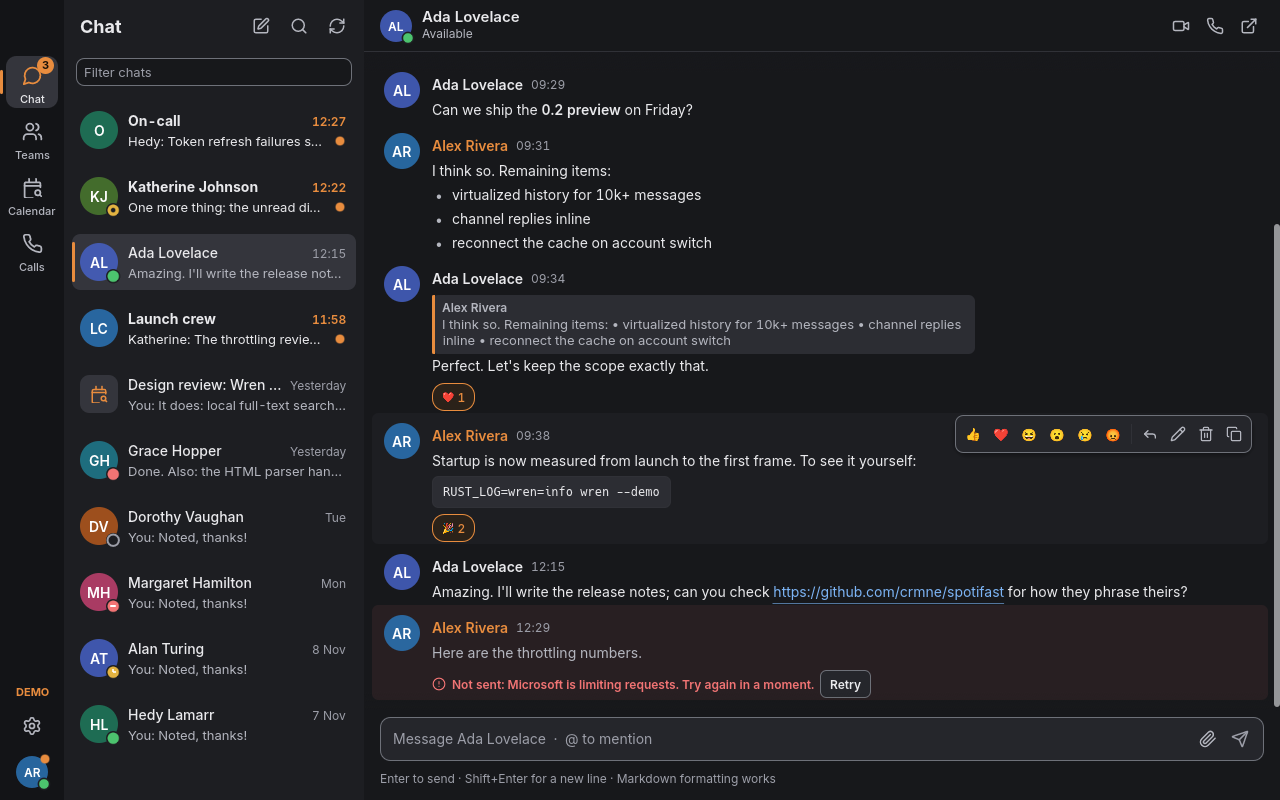 3
Chat
Teams
Calendar
Calls
DEMO
AR
Chat
Filter chats
O
On-call
12:27
Hedy: Token refresh failures s...
KJ
Katherine Johnson
12:22
One more thing: the unread di...
AL
Ada Lovelace
12:15
Amazing. I'll write the release not...
LC
Launch crew
11:58
Katherine: The throttling revie...
Design review: Wren ...
Yesterday
You: It does: local full-text search...
GH
Grace Hopper
Yesterday
Done. Also: the HTML parser han...
DV
Dorothy Vaughan
Tue
You: Noted, thanks!
MH
Margaret Hamilton
Mon
You: Noted, thanks!
AT
Alan Turing
8 Nov
You: Noted, thanks!
HL
Hedy Lamarr
7 Nov
You: Noted, thanks!
AL
Ada Lovelace
Available
AL
Ada Lovelace 09:29
Can we ship the 0.2 preview on Friday?
AR
Alex Rivera 09:31
I think so. Remaining items:
• virtualized history for 10k+ messages
• channel replies inline
• reconnect the cache on account switch
AL
Ada Lovelace 09:34
Alex Rivera
I think so. Remaining items: • virtualized history for 10k+ messages • channel replies
inline • reconnect the cache on account switch
Perfect. Let's keep the scope exactly that.
❤️ 1
AR
Alex Rivera 09:38
👍 ❤️ 😆 😮 😢 😡
Startup is now measured from launch to the first frame. To see it yourself:
RUST_LOG=wren=info wren --demo
🎉 2
AL
Ada Lovelace 12:15
Amazing. I'll write the release notes; can you check https://github.com/crmne/spotifast for how they phrase theirs?
AR
Alex Rivera 12:29
Here are the throttling numbers.
Not sent: Microsoft is limiting requests. Try again in a moment. Retry
Message Ada Lovelace · @ to mention
Enter to send · Shift+Enter for a new line · Markdown formatting works